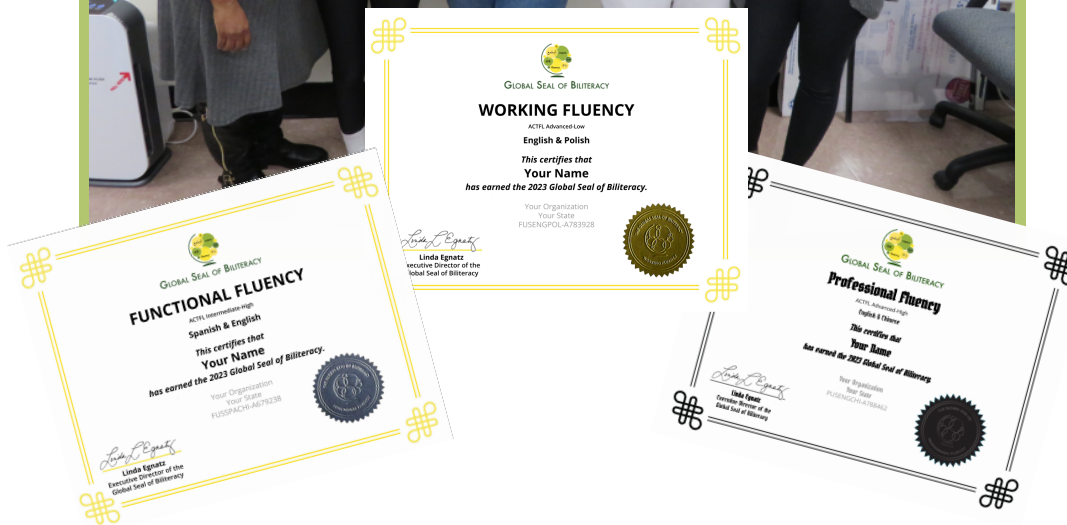 GLOBAL SEAL OF BILITERACY
WORKING FLUENCY
ACTFL Advanced-Low
English & Polish
This certifies that
Your Name
has earned the 2023 Global Seal of Biliteracy.
Your Organization
Your State
FUSENGPOL-A783928
Linda Egnatz
xecutive Director of the
lobal Seal of Biliteracy
GLOBAL SEAL OF BILITERACY
FUNCTIONAL FLUENCY
ACTFL Intermediate-High
Spanish & English
This certifies that
Your Name
has earned the 2023 Global Seal of Biliteracy.
Your Organization
Your State
FUSSPACHI-A679238
Linda Egnatz
Executive Director of the
Global Seal of Biliteracy
GLOBAL SEAL OF BILITERACY
Professional Fluency
ACTFL Advanced-High
English & Chinese
This certifies that
Your Name
has earned the 2023 Global Seal of Biliteracy.
Your Organization
Your State
PUSENGCHI-A788462
Linda Egnatz
Executive Director of the
Global Seal of Biliteracy